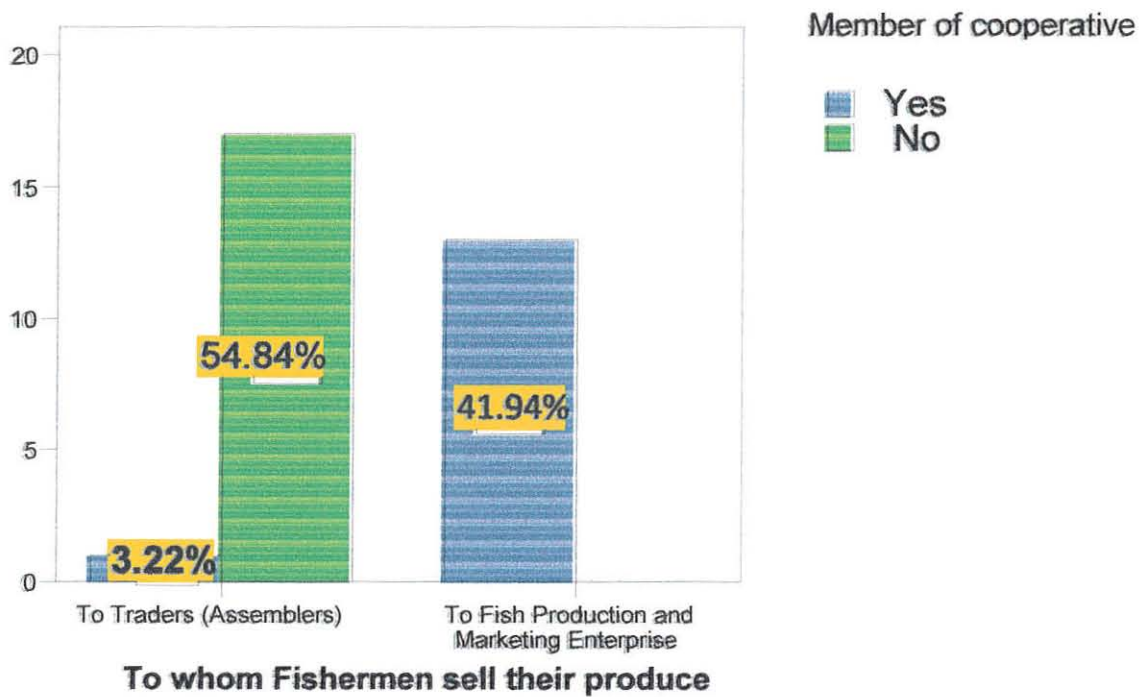 Member of cooperative
Yes
No
20
15
10
5
0
54.84%
41.94%
3.22%
To Traders (Assemblers)
To Fish Production and
Marketing Enterprise
To whom Fishermen sell their produce